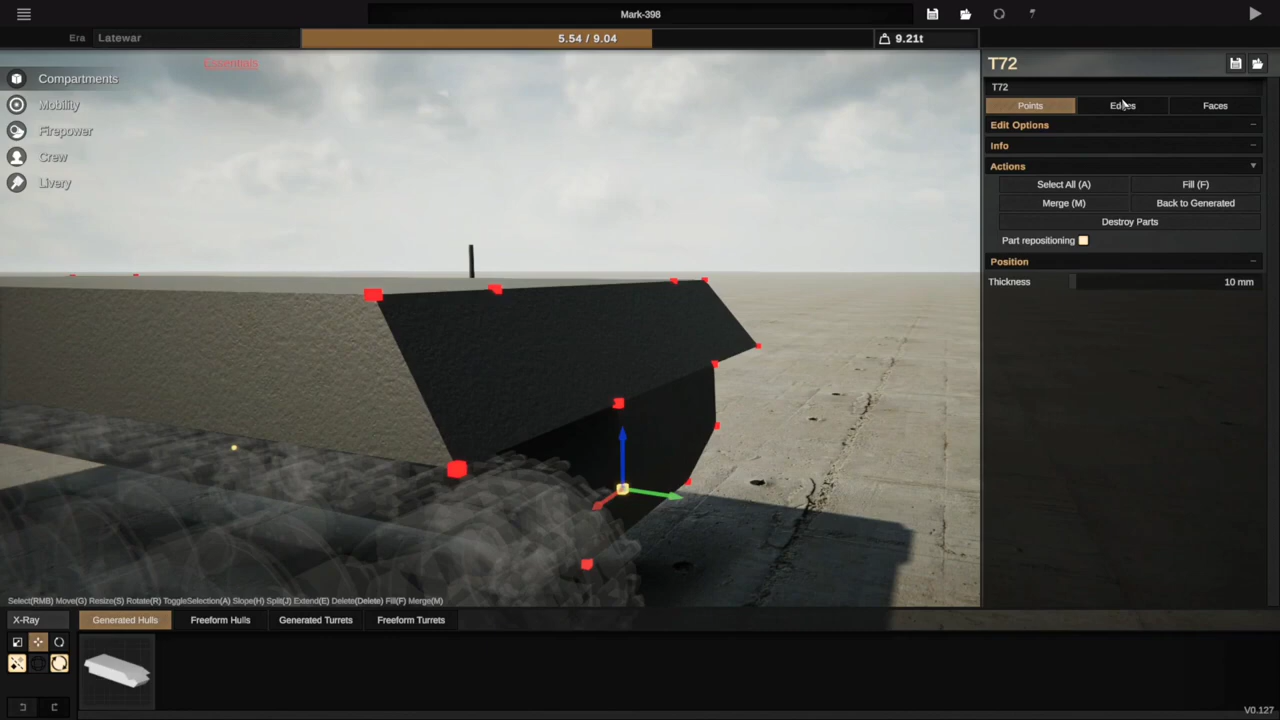 Mark-398
Era Latewar
5.54 / 9.04
9.21t
Essentials
Compartments
Mobility
Firepower
Crew
Livery
T72
T72
Points Edges Faces
Edit Options
Info
Actions
Select All (A) Fill (F)
Merge (M) Back to Generated
Destroy Parts
Part repositioning
Position
Thickness 10 mm
Select(RMB) Move(G) Resize(S) Rotate(R) ToggleSelection(A) Slope(H) Split(J) Extend(E) Delete(Delete) Fill(F) Merge(M)
X-Ray Generated Hulls Freeform Hulls Generated Turrets Freeform Turrets
V0.127